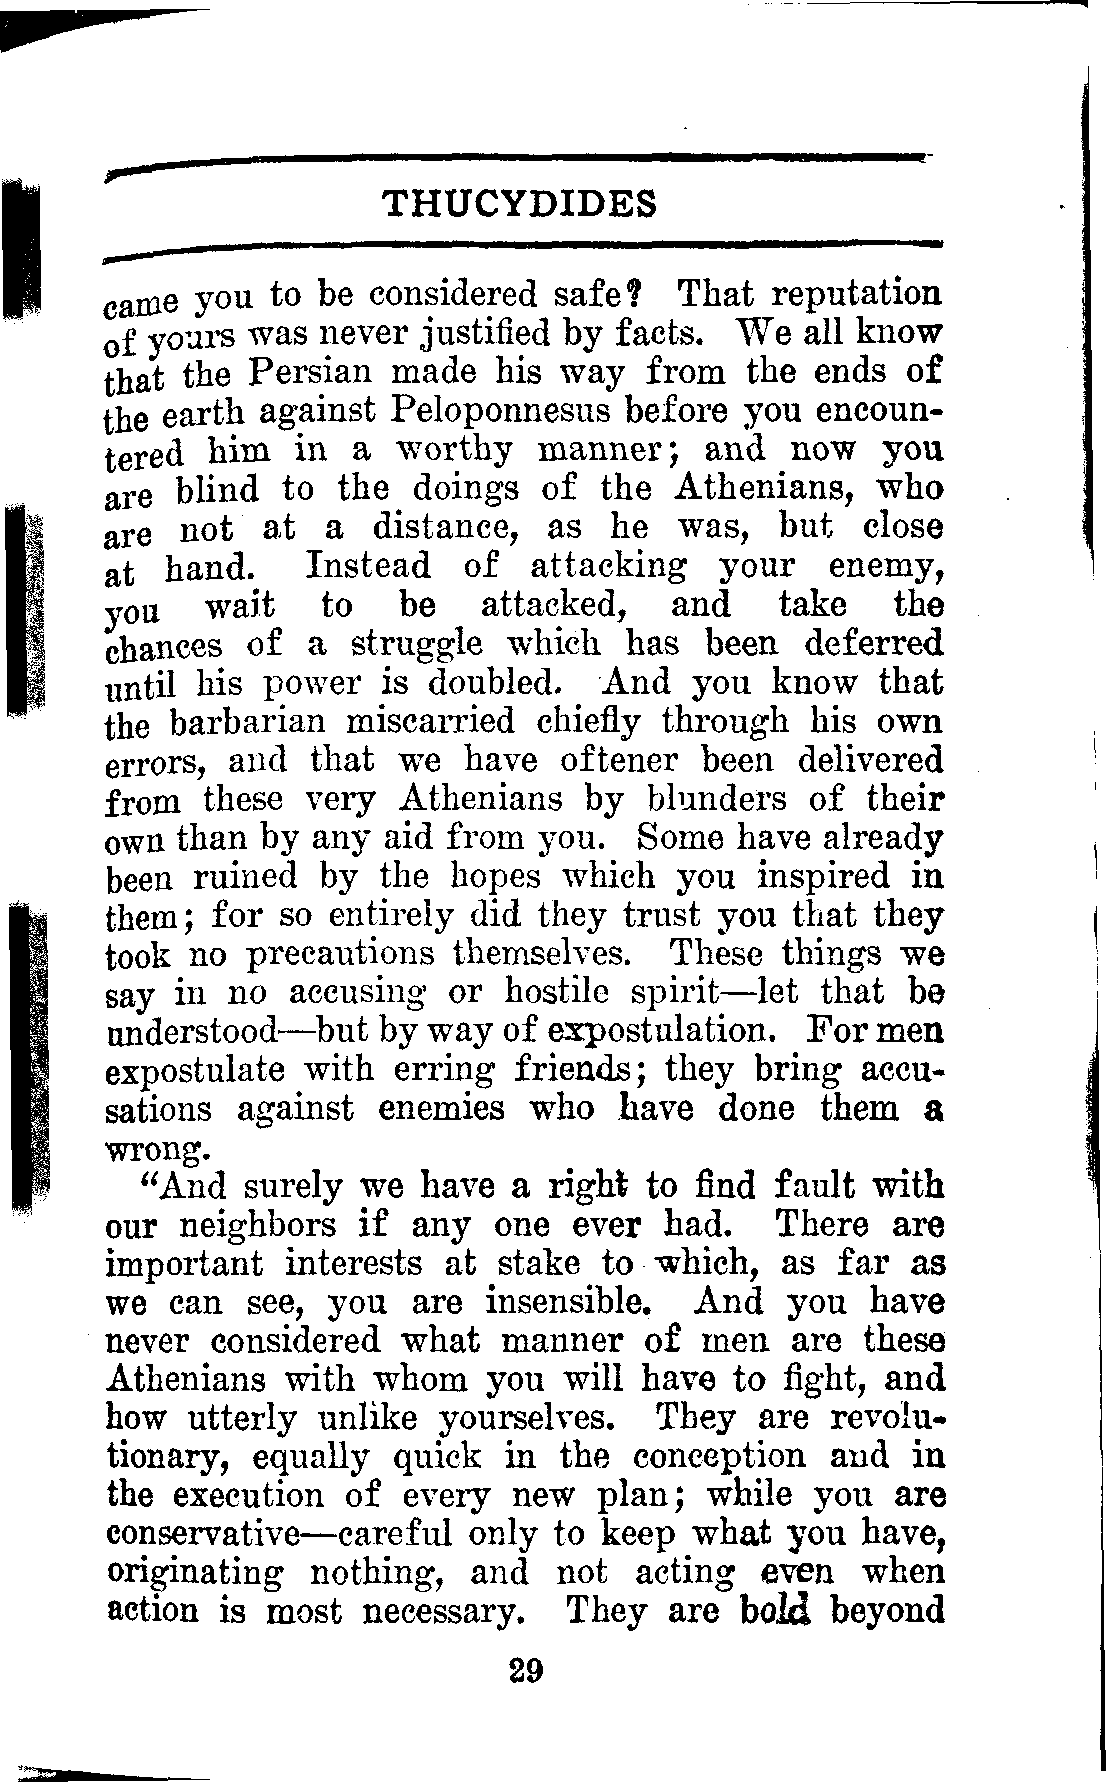 THUCYDIDES
came you to be considered safe? That reputation
of yours was never justified by facts. We all know
that the Persian made his way from the ends of
the earth against Peloponnesus before you encoun-
tered him in a worthy manner; and now you
are blind to the doings of the Athenians, who
are not at a distance, as he was, but close
at hand. Instead of attacking your enemy,
you wait to be attacked, and take the
chances of a struggle which has been deferred
until his power is doubled. And you know that
the barbarian miscarried chiefly through his own
errors, and that we have oftener been delivered
from these very Athenians by blunders of their
own than by any aid from you. Some have already
been ruined by the hopes which you inspired in
them; for so entirely did they trust you that they
took no precautions themselves. These things we
say in no accusing or hostile spirit—let that be
understood—but by way of expostulation. For men
expostulate with erring friends; they bring accu-
sations against enemies who have done them a
wrong.
"And surely we have a right to find fault with
our neighbors if any one ever had. There are
important interests at stake to which, as far as
we can see, you are insensible. And you have
never considered what manner of men are these
Athenians with whom you will have to fight, and
how utterly unlike yourselves. They are revolu-
tionary, equally quick in the conception and in
the execution of every new plan; while you are
conservative—careful only to keep what you have,
originating nothing, and not acting even when
action is most necessary. They are bold beyond
29